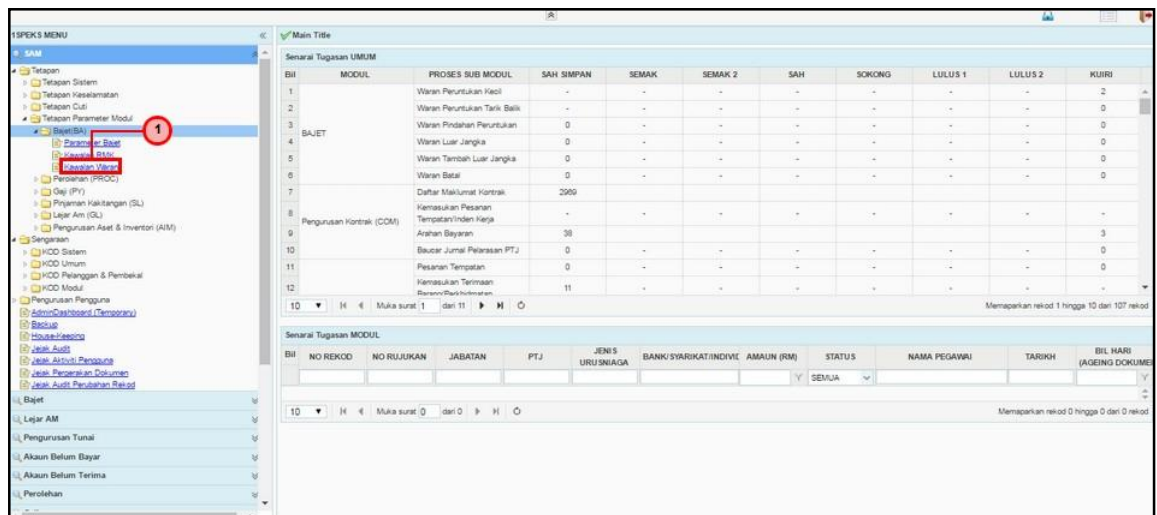 1SPEKS MENU
SAM
Tetapan
Tetapan Sistem
Tetapan Keselamatan
Tetapan Cuti
Tetapan Parameter Modul
Bajet(BA)
1
Parameter Bajet
Kawalan RMK
Kawalan Waran
Perolehan (PROC)
Gaji (PY)
Pinjaman Kakitangan (SL)
Lejar Am (GL)
Pengurusan Aset & Inventori (AIM)
Sengaraan
KOD Sistem
KOD Umum
KOD Pelanggan & Pembekal
KOD Modul
Pengurusan Pengguna
AdminDashboard (Temporary)
Backup
House-Keeping
Jejak Audit
Jejak Aktiviti Pengguna
Jejak Pergerakan Dokumen
Jejak Audit Perubahan Rekod
Bajet
Lejar AM
Pengurusan Tunai
Akaun Belum Bayar
Akaun Belum Terima
Perolehan
Main Title
Senarai Tugasan UMUM
Bil MODUL PROSES SUB MODUL SAH SIMPAN SEMAK SEMAK 2 SAH SOKONG LULUS 1 LULUS 2 KUIRI
1 Waran Peruntukan Kecil - - - - - - - 2
2 Waran Peruntukan Tarik Balik - - - - - - - 0
3 BAJET Waran Pindahan Peruntukan 0 - - - - - - 0
4 Waran Luar Jangka 0 - - - - - - 0
5 Waran Tambah Luar Jangka 0 - - - - - - 0
6 Waran Batal 0 - - - - - - 0
7 Daftar Maklumat Kontrak 2969
8 Pengurusan Kontrak (COM) Kemasukan Pesanan Tempatan/Inden Kerja - - - - - - - -
9 Arahan Bayaran 38 3
10 Baucar Jurnal Pelarasan PTJ 0 - - - - - - 0
11 Pesanan Tempatan 0 - - - - - - 0
12 Kemasukan Terimaan Barang/Perkhidmatan 11 - - - - - - -
10 Muka surat 1 dari 11 Memaparkan rekod 1 hingga 10 dari 107 rekod
Senarai Tugasan MODUL
Bil NO REKOD NO RUJUKAN JABATAN PTJ JENIS URUSNIAGA BANK/SYARIKAT/INDIVID AMAUN (RM) STATUS NAMA PEGAWAI TARIKH BIL HARI (AGEING DOKUMEN
SEMUA
10 Muka surat 0 dari 0 Memaparkan rekod 0 hingga 0 dari 0 rekod